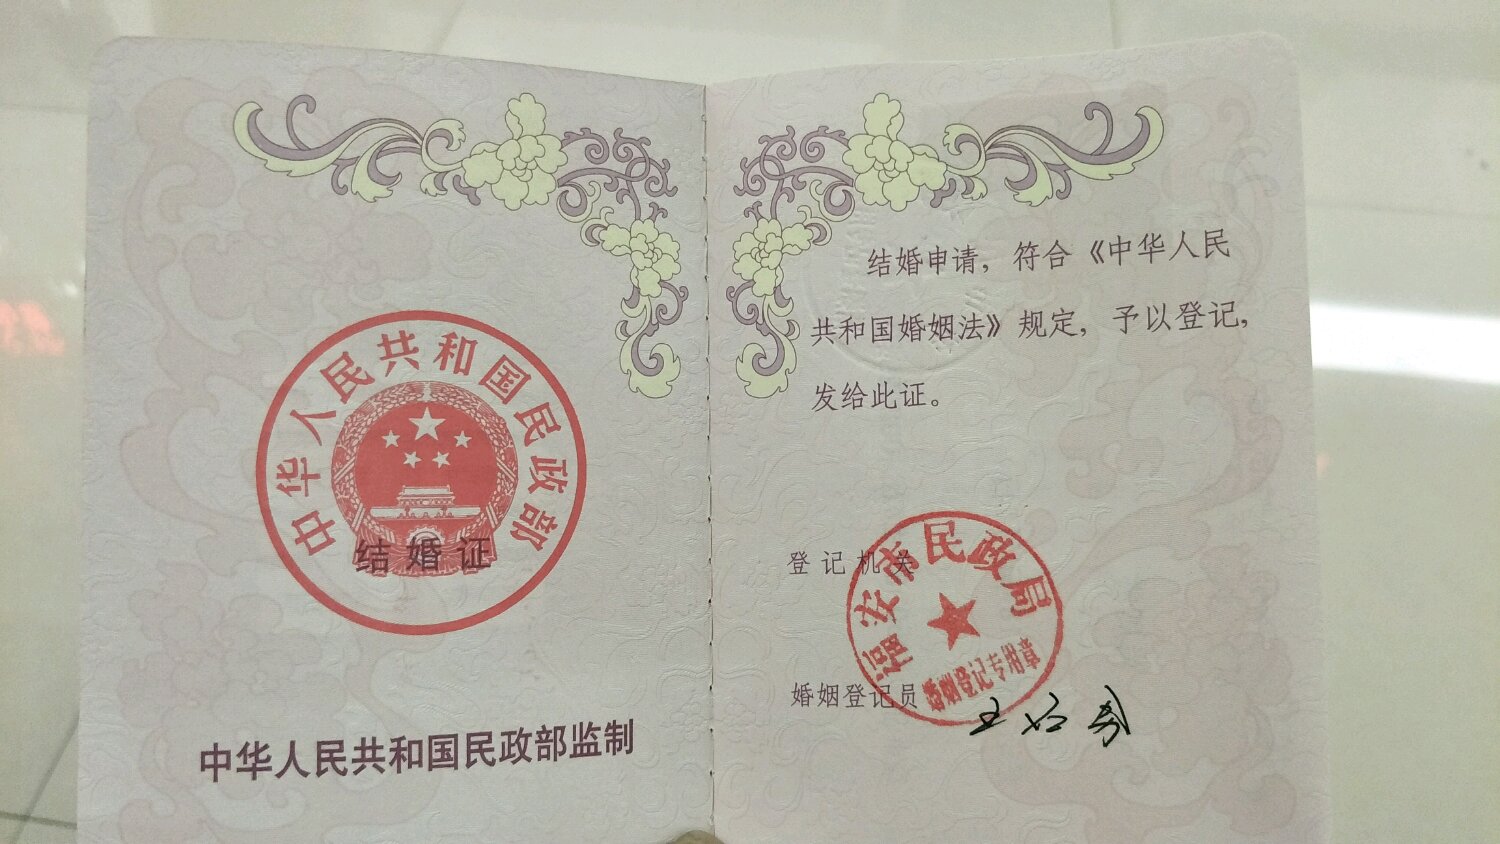 中华人民共和国民政部
结婚证
中华人民共和国民政部监制
结婚申请，符合《中华人民
共和国婚姻法》规定，予以登记，
发给此证。
登记机关
福安市民政局
婚姻登记专用章
婚姻登记员